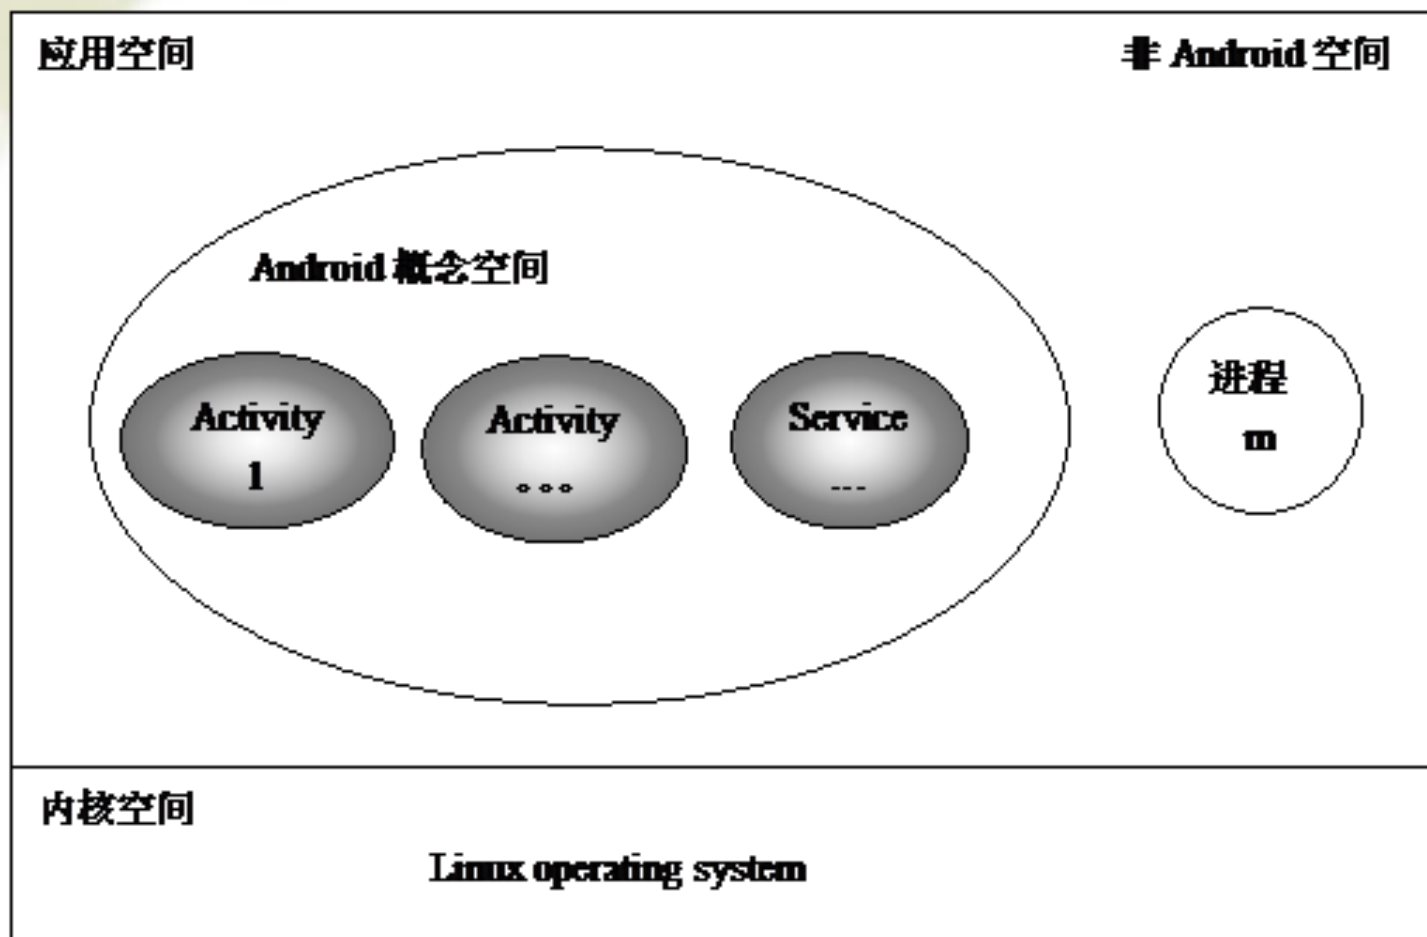 应用空间
非 Android 空间
Android 概念空间
Activity
1
Activity
。。。
Service
...
进程
m
内核空间
Linux operating system